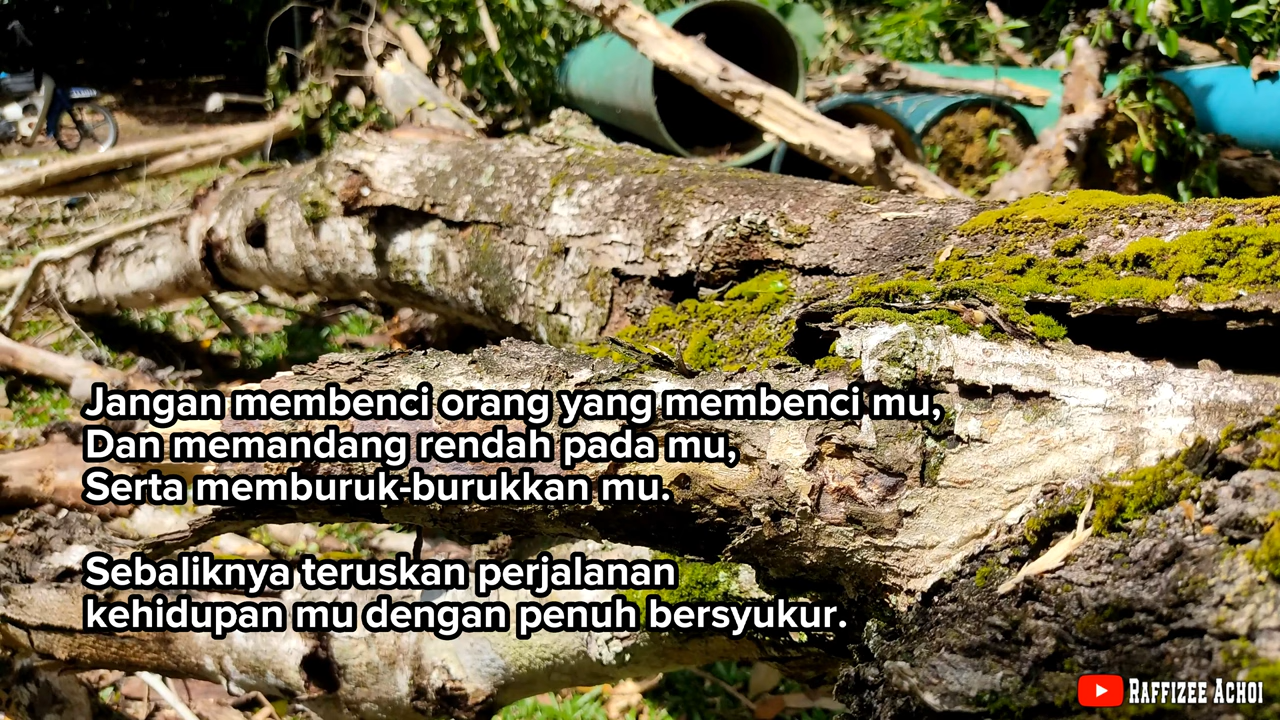 Jangan membenci orang yang membenci mu,
Dan memandang rendah pada mu,
Serta memburuk-burukkan mu.
Sebaliknya teruskan perjalanan
kehidupan mu dengan penuh bersyukur.
RAFFIZEE ACHOI